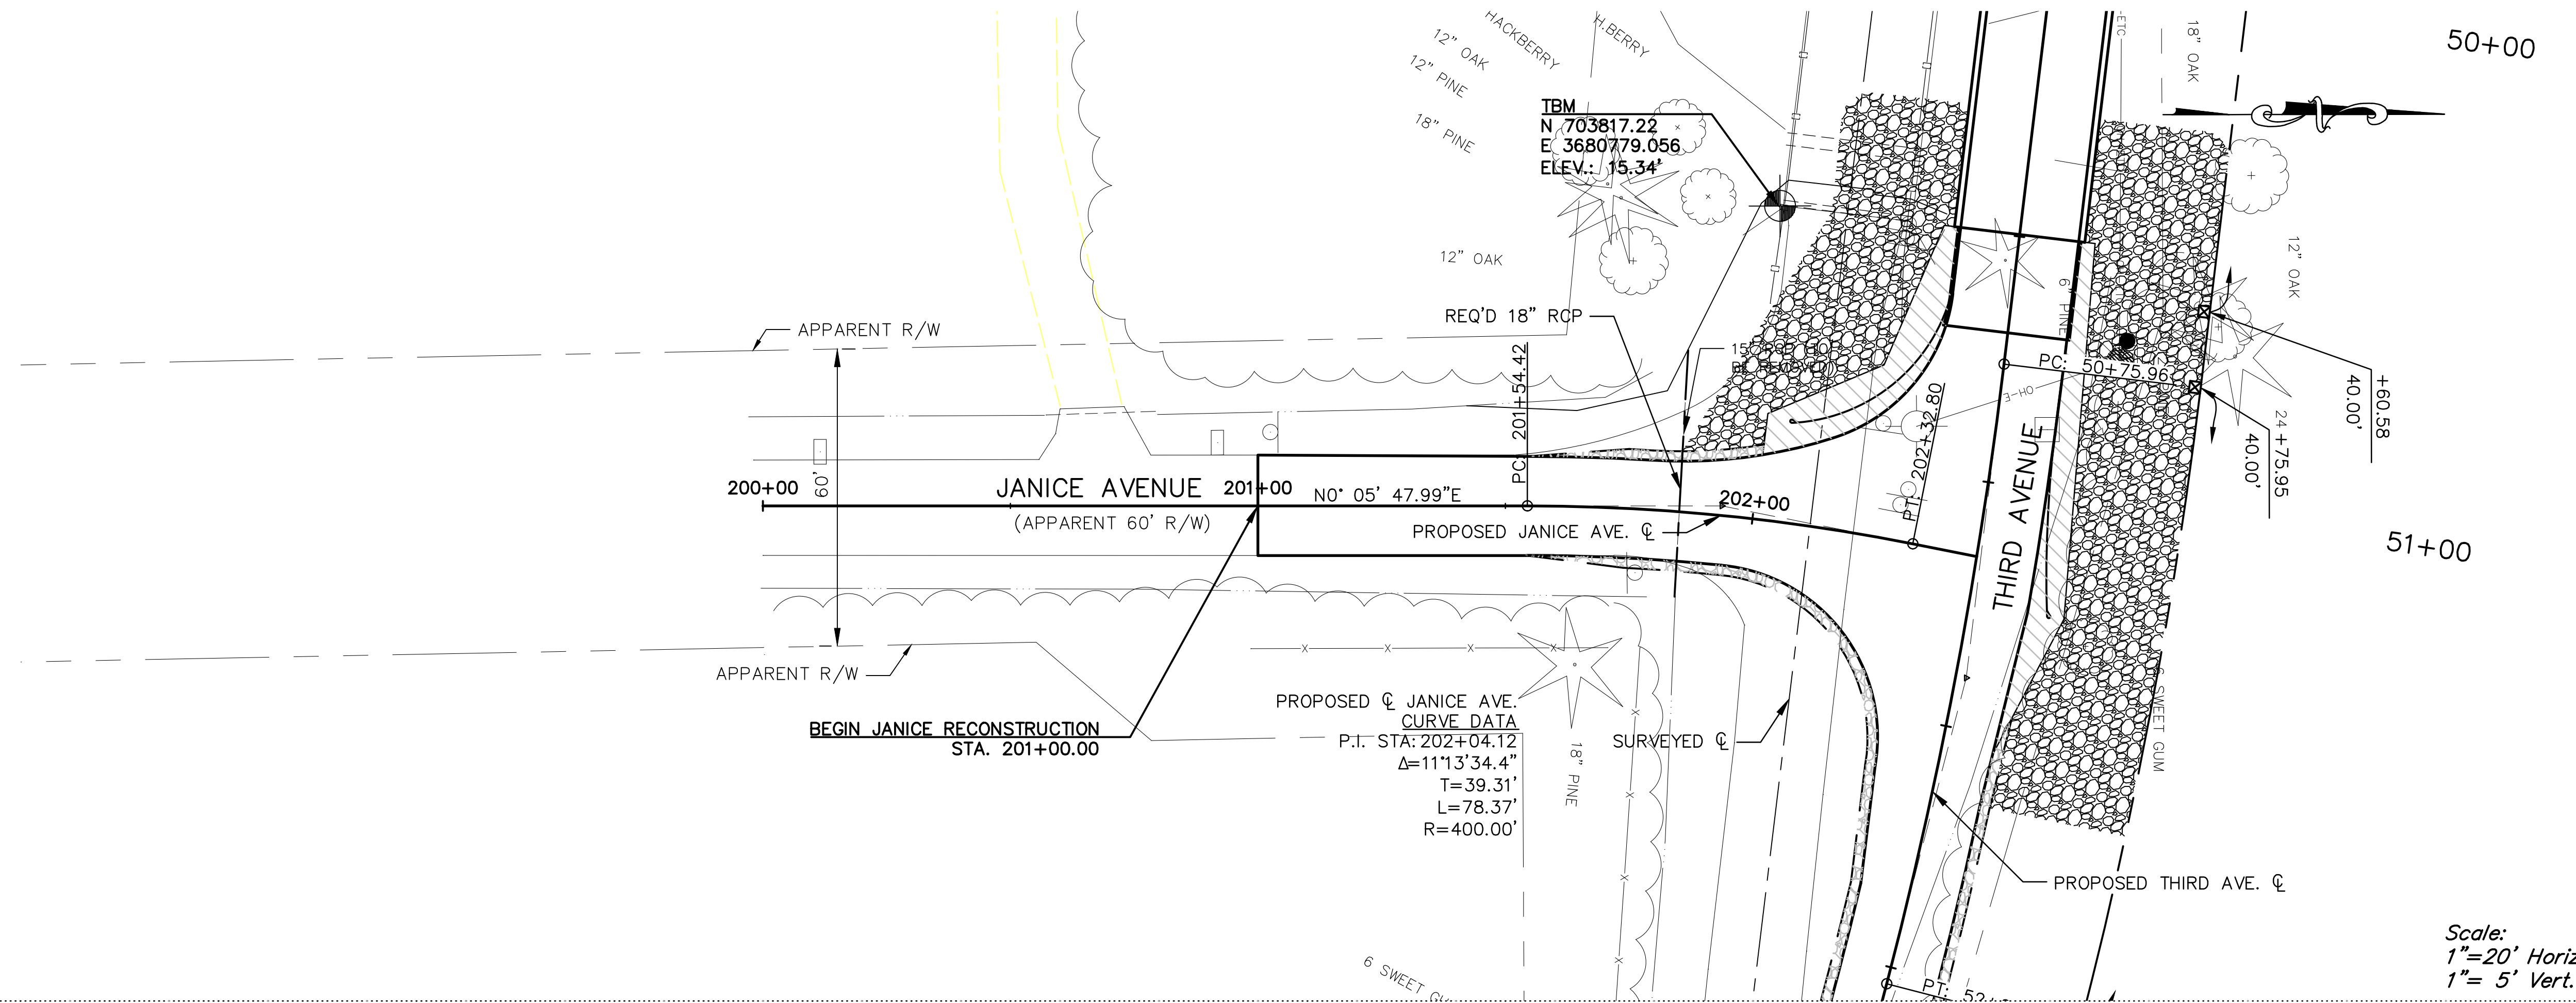 50+00
HACKBERRY
H.BERRY
12" OAK
12" PINE
18" PINE
18" OAK
TBM
N 703817.22
E 3680779.056
ELEV.: 15.34'
12" OAK
12" OAK
6" PINE
REQ'D 18" RCP
APPARENT R/W
PC: 201+54.42
PC: 50+75.96
OH-E
PT: 202+32.80
+60.58
40.00'
24+75.95
40.00'
200+00
60'
JANICE AVENUE
(APPARENT 60' R/W)
201+00
N0° 05' 47.99"E
202+00
PROPOSED JANICE AVE. ℄
THIRD AVENUE
51+00
APPARENT R/W
BEGIN JANICE RECONSTRUCTION
STA. 201+00.00
PROPOSED ℄ JANICE AVE.
CURVE DATA
P.I. STA: 202+04.12
Δ=11°13'34.4"
T=39.31'
L=78.37'
R=400.00'
18" PINE
SURVEYED ℄
SWEET GUM
PROPOSED THIRD AVE. ℄
6 SWEET
PT:
Scale:
1"=20'
1"= 5' Vert.